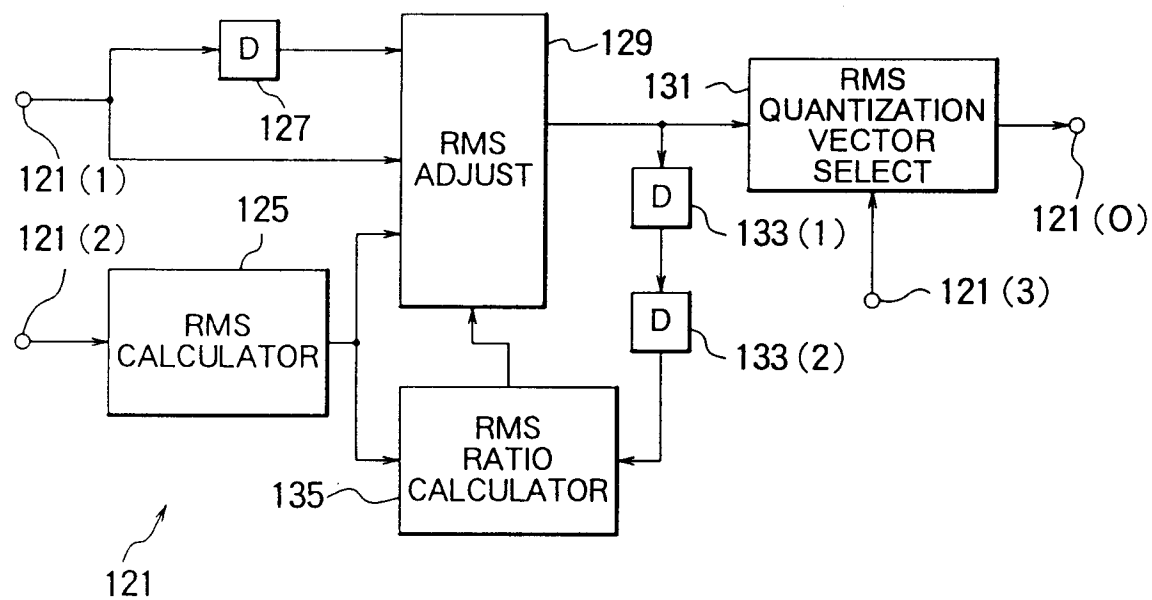 D
127
121 (1)
129
RMS
ADJUST
131
RMS
QUANTIZATION
VECTOR
SELECT
121 (0)
121 (2)
125
RMS
CALCULATOR
D
133 (1)
121 (3)
D
133 (2)
RMS
RATIO
CALCULATOR
135
121